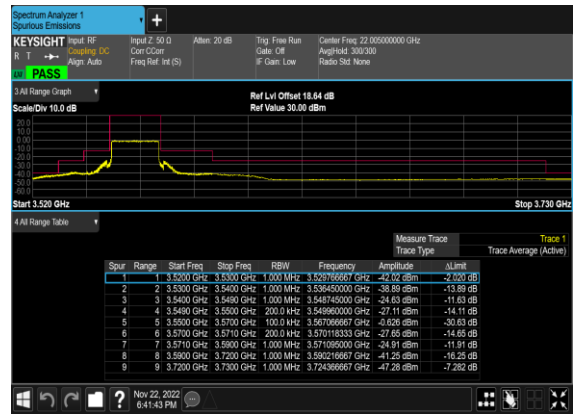 Spectrum Analyzer 1
Spurious Emissions
+
KEYSIGHT Input: RF Input Z: 50 Ω Atten: 20 dB Trig: Free Run Center Freq: 22.005000000 GHz
R T Coupling: DC Corr CCorr Gate: Off Avg|Hold: 300/300
Align: Auto Freq Ref: Int (S) IF Gain: Low Radio Std: None
PASS
3 All Range Graph
Ref Lvl Offset 18.64 dB
Scale/Div 10.0 dB Ref Value 30.00 dBm
20.0
10.0
0.00
-10.0
-20.0
-30.0
-40.0
-50.0
-60.0
Start 3.520 GHz Stop 3.730 GHz
4 All Range Table
Measure Trace Trace 1
Trace Type Trace Average (Active)
Spur Range Start Freq Stop Freq RBW Frequency Amplitude ΔLimit
1 1 3.5200 GHz 3.5300 GHz 1.000 MHz 3.529766667 GHz -42.02 dBm -2.020 dB
2 2 3.5300 GHz 3.5400 GHz 1.000 MHz 3.536450000 GHz -38.89 dBm -13.89 dB
3 3 3.5400 GHz 3.5490 GHz 1.000 MHz 3.548745000 GHz -24.63 dBm -11.63 dB
4 4 3.5490 GHz 3.5500 GHz 200.0 kHz 3.549960000 GHz -27.11 dBm -14.11 dB
5 5 3.5500 GHz 3.5700 GHz 100.0 kHz 3.567066667 GHz -0.626 dBm -30.63 dB
6 6 3.5700 GHz 3.5710 GHz 200.0 kHz 3.570118333 GHz -27.65 dBm -14.65 dB
7 7 3.5710 GHz 3.5900 GHz 1.000 MHz 3.571095000 GHz -24.91 dBm -11.91 dB
8 8 3.5900 GHz 3.7200 GHz 1.000 MHz 3.590216667 GHz -41.25 dBm -16.25 dB
9 9 3.7200 GHz 3.7300 GHz 1.000 MHz 3.724366667 GHz -47.28 dBm -7.282 dB
? Nov 22, 2022
6:41:43 PM